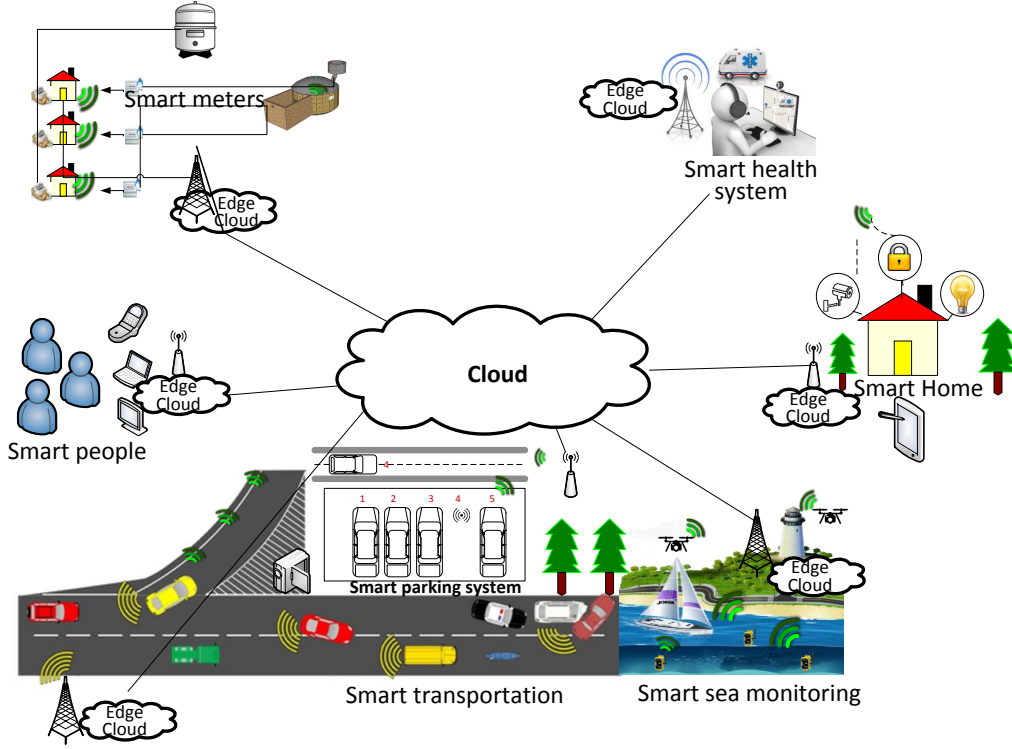 Smart meters
Edge
Cloud
Edge
Cloud
Smart health
system
Cloud
Edge
Cloud
Smart people
Edge
Cloud
Smart Home
4
1 2 3 4 5
Smart parking system
Edge
Cloud
Smart transportation
Smart sea monitoring
Edge
Cloud